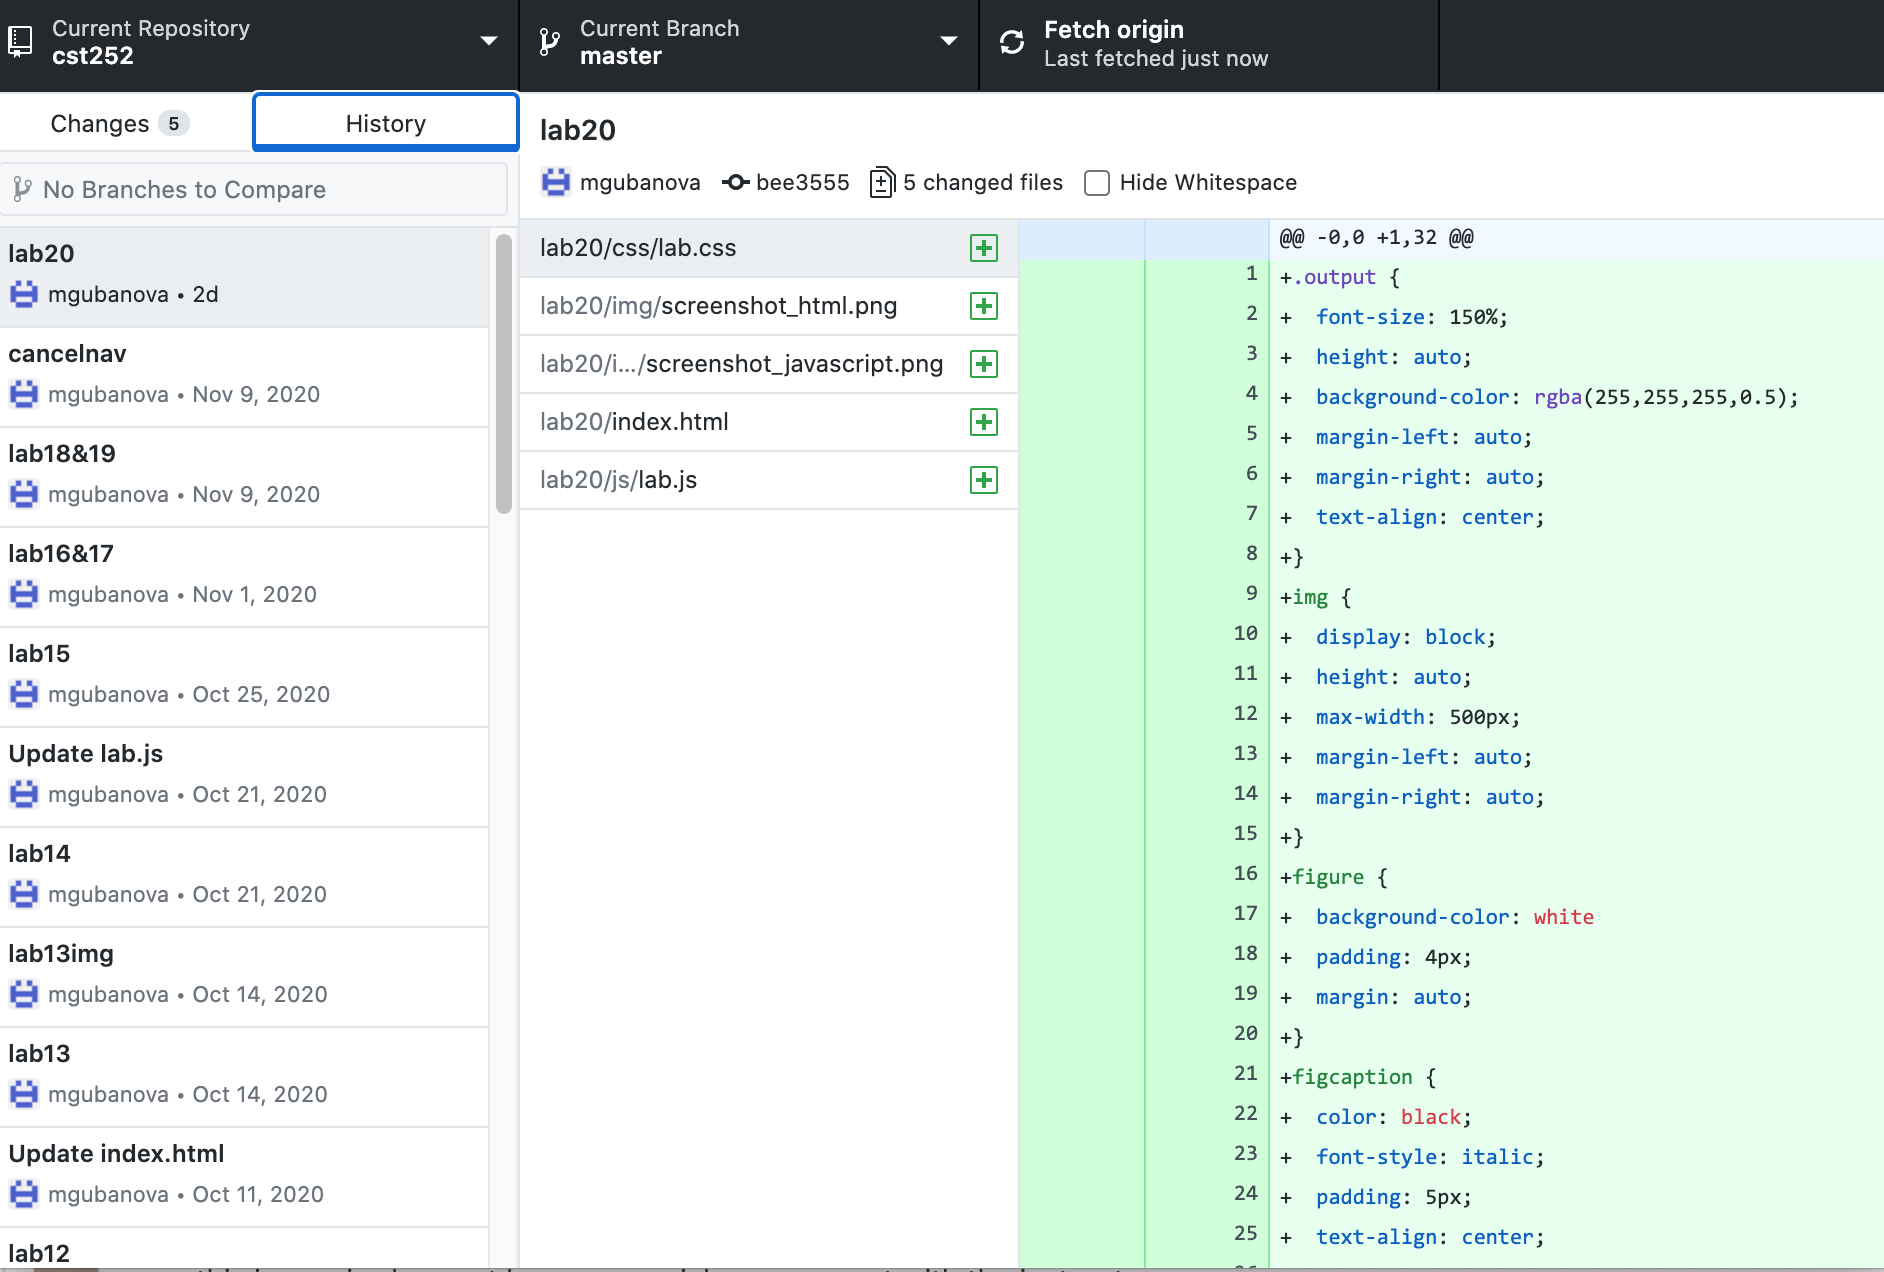 Current Repository
cst252
Current Branch
master
Fetch origin
Last fetched just now
Changes 5
History
No Branches to Compare
lab20
mgubanova • 2d
cancelnav
mgubanova • Nov 9, 2020
lab18&19
mgubanova • Nov 9, 2020
lab16&17
mgubanova • Nov 1, 2020
lab15
mgubanova • Oct 25, 2020
Update lab.js
mgubanova • Oct 21, 2020
lab14
mgubanova • Oct 21, 2020
lab13img
mgubanova • Oct 14, 2020
lab13
mgubanova • Oct 14, 2020
Update index.html
mgubanova • Oct 11, 2020
lab12
lab20
mgubanova bee3555 5 changed files Hide Whitespace
lab20/css/lab.css
lab20/img/screenshot_html.png
lab20/i.../screenshot_javascript.png
lab20/index.html
lab20/js/lab.js
@@ -0,0 +1,32 @@
1 +.output {
2 +  font-size: 150%;
3 +  height: auto;
4 +  background-color: rgba(255,255,255,0.5);
5 +  margin-left: auto;
6 +  margin-right: auto;
7 +  text-align: center;
8 +}
9 +img {
10 +  display: block;
11 +  height: auto;
12 +  max-width: 500px;
13 +  margin-left: auto;
14 +  margin-right: auto;
15 +}
16 +figure {
17 +  background-color: white
18 +  padding: 4px;
19 +  margin: auto;
20 +}
21 +figcaption {
22 +  color: black;
23 +  font-style: italic;
24 +  padding: 5px;
25 +  text-align: center;